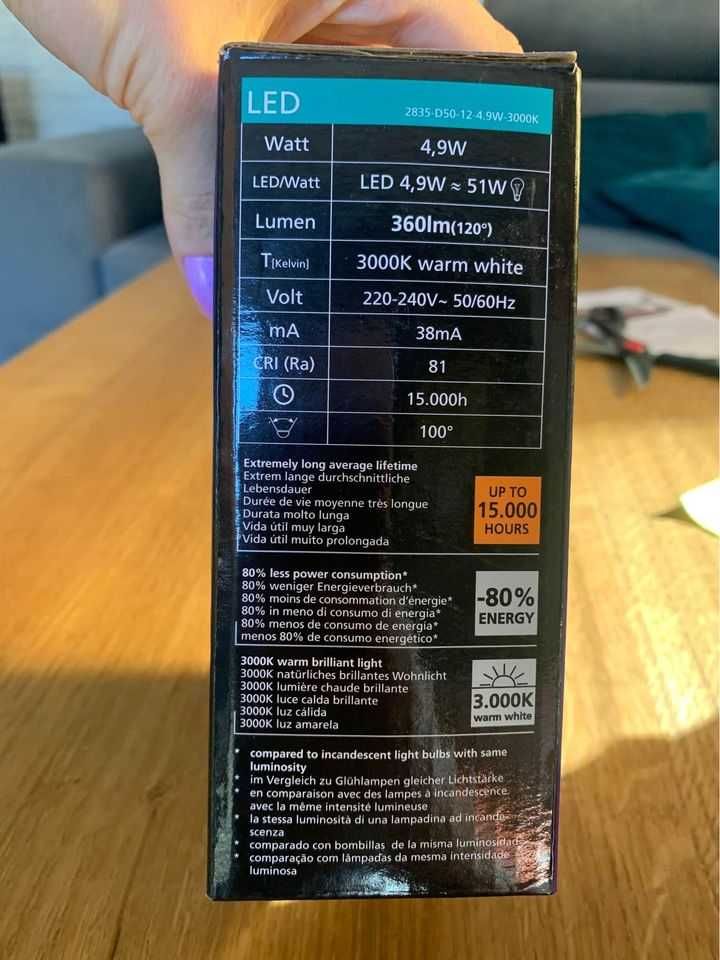 LED 2835-D50-12-4.9W-3000K
Watt 4,9W
LED/Watt LED 4,9W ≈ 51W
Lumen 360lm(120°)
T[Kelvin] 3000K warm white
Volt 220-240V~ 50/60Hz
mA 38mA
CRI (Ra) 81
15.000h
100°
Extremely long average lifetime
Extrem lange durchschnittliche
Lebensdauer
Durée de vie moyenne très longue
Durata molto lunga
Vida útil muy larga
Vida útil muito prolongada
UP TO
15.000
HOURS
80% less power consumption*
80% weniger Energieverbrauch*
80% moins de consommation d'énergie*
80% in meno di consumo di energia*
80% menos de consumo de energía*
menos 80% de consumo energético*
-80%
ENERGY
3000K warm brilliant light
3000K natürliches brillantes Wohnlicht
3000K lumière chaude brillante
3000K luce calda brillante
3000K luz cálida
3000K luz amarela
3.000K
warm white
* compared to incandescent light bulbs with same
luminosity
* im Vergleich zu Glühlampen gleicher Lichtstärke
* en comparaison avec des lampes à incandescence
avec la même intensité lumineuse
* la stessa luminosità di una lampadina ad incande-
scenza
* comparado con bombillas de la misma luminosidad
* comparação com lâmpadas da mesma intensidade
luminosa